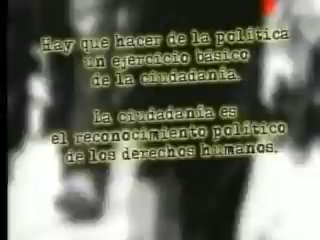 Hay que hacer de la política
un ejercicio básico
de la ciudadanía.
La ciudadanía es
el reconocimiento político
de los derechos humanos.